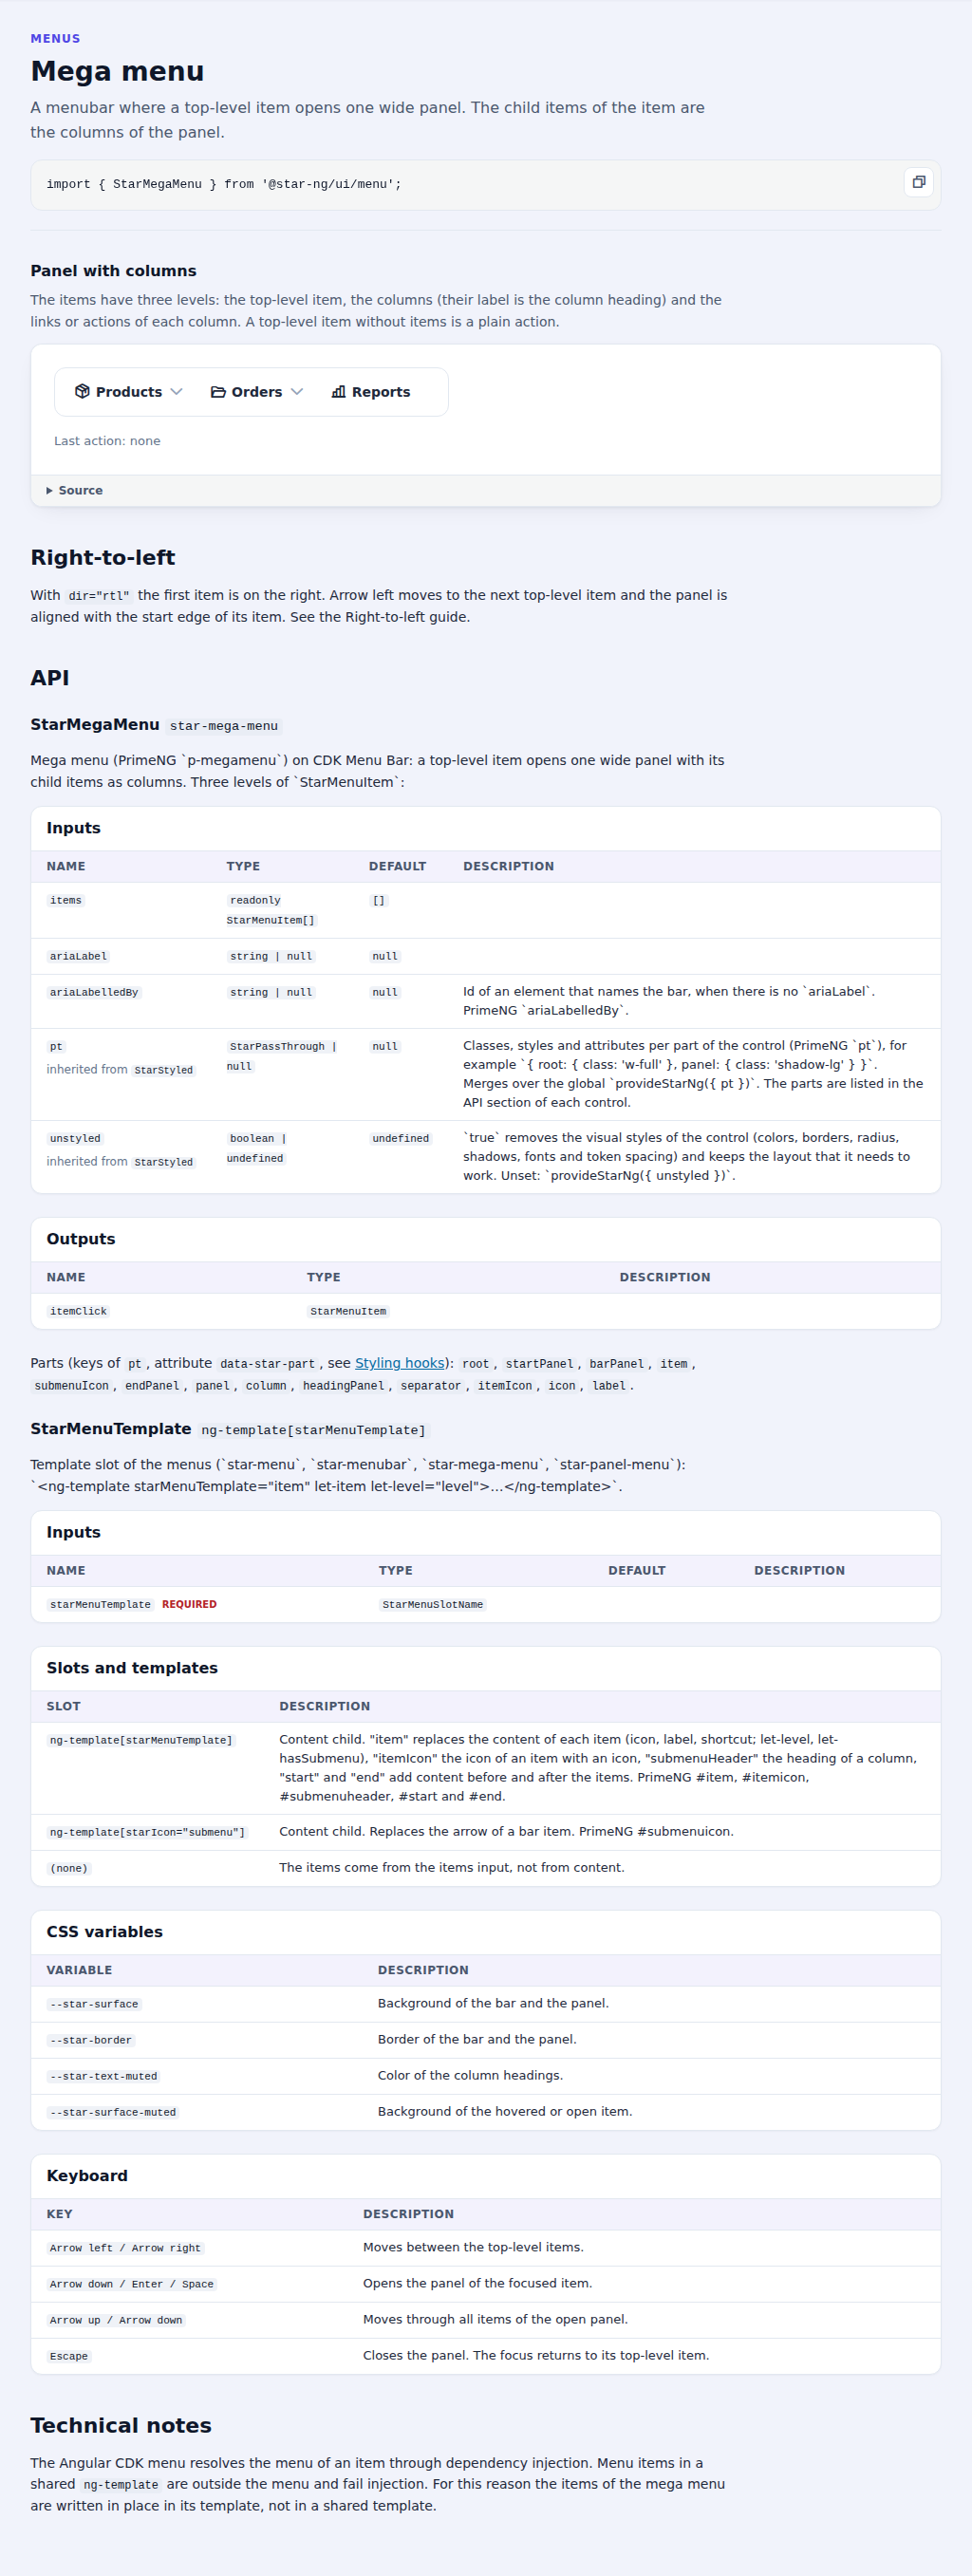 MENUS
Mega menu
A menubar where a top-level item opens one wide panel. The child items of the item are
the columns of the panel.
import { StarMegaMenu } from '@star-ng/ui/menu';
Panel with columns
The items have three levels: the top-level item, the columns (their label is the column heading) and the
links or actions of each column. A top-level item without items is a plain action.
Products Orders Reports
Last action: none
Source
Right-to-left
With dir="rtl" the first item is on the right. Arrow left moves to the next top-level item and the panel is
aligned with the start edge of its item. See the Right-to-left guide.
API
StarMegaMenu star-mega-menu
Mega menu (PrimeNG `p-megamenu`) on CDK Menu Bar: a top-level item opens one wide panel with its
child items as columns. Three levels of `StarMenuItem`:
Inputs
NAME TYPE DEFAULT DESCRIPTION
items readonly []
StarMenuItem[]
ariaLabel string | null null
ariaLabelledBy string | null null Id of an element that names the bar, when there is no `ariaLabel`.
PrimeNG `ariaLabelledBy`.
pt StarPassThrough | null Classes, styles and attributes per part of the control (PrimeNG `pt`), for
inherited from StarStyled null example `{ root: { class: 'w-full' }, panel: { class: 'shadow-lg' } }`.
Merges over the global `provideStarNg({ pt })`. The parts are listed in the
API section of each control.
unstyled boolean | undefined `true` removes the visual styles of the control (colors, borders, radius,
inherited from StarStyled undefined shadows, fonts and token spacing) and keeps the layout that it needs to
work. Unset: `provideStarNg({ unstyled })`.
Outputs
NAME TYPE DESCRIPTION
itemClick StarMenuItem
Parts (keys of pt, attribute data-star-part, see Styling hooks): root, startPanel, barPanel, item,
submenuIcon, endPanel, panel, column, headingPanel, separator, itemIcon, icon, label.
StarMenuTemplate ng-template[starMenuTemplate]
Template slot of the menus (`star-menu`, `star-menubar`, `star-mega-menu`, `star-panel-menu`):
`<ng-template starMenuTemplate="item" let-item let-level="level">…</ng-template>`.
Inputs
NAME TYPE DEFAULT DESCRIPTION
starMenuTemplate REQUIRED StarMenuSlotName
Slots and templates
SLOT DESCRIPTION
ng-template[starMenuTemplate] Content child. "item" replaces the content of each item (icon, label, shortcut; let-level, let-
hasSubmenu), "itemIcon" the icon of an item with an icon, "submenuHeader" the heading of a column,
"start" and "end" add content before and after the items. PrimeNG #item, #itemicon,
#submenuheader, #start and #end.
ng-template[starIcon="submenu"] Content child. Replaces the arrow of a bar item. PrimeNG #submenuicon.
(none) The items come from the items input, not from content.
CSS variables
VARIABLE DESCRIPTION
--star-surface Background of the bar and the panel.
--star-border Border of the bar and the panel.
--star-text-muted Color of the column headings.
--star-surface-muted Background of the hovered or open item.
Keyboard
KEY DESCRIPTION
Arrow left / Arrow right Moves between the top-level items.
Arrow down / Enter / Space Opens the panel of the focused item.
Arrow up / Arrow down Moves through all items of the open panel.
Escape Closes the panel. The focus returns to its top-level item.
Technical notes
The Angular CDK menu resolves the menu of an item through dependency injection. Menu items in a
shared ng-template are outside the menu and fail injection. For this reason the items of the mega menu
are written in place in its template, not in a shared template.